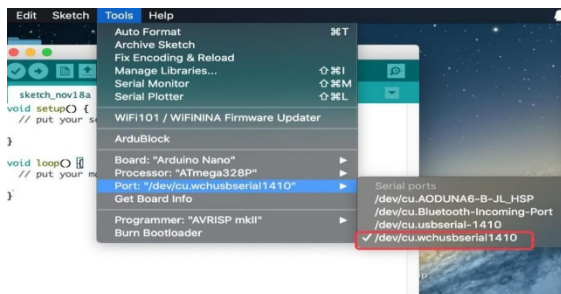 Edit Sketch Tools Help
Auto Format ⌘T
Archive Sketch
Fix Encoding & Reload
Manage Libraries... ⇧⌘I
Serial Monitor ⇧⌘M
Serial Plotter ⇧⌘L
WiFi101 / WiFiNINA Firmware Updater
ArduBlock
Board: "Arduino Nano"
Processor: "ATmega328P"
Port: "/dev/cu.wchusbserial1410"
Get Board Info
Programmer: "AVRISP mkII"
Burn Bootloader
Serial ports
/dev/cu.AODUNA6-B-JL_HSP
/dev/cu.Bluetooth-Incoming-Port
/dev/cu.usbserial-1410
✓ /dev/cu.wchusbserial1410
sketch_nov18a
void setup() {
// put your s
}
void loop() {
// put your m
}